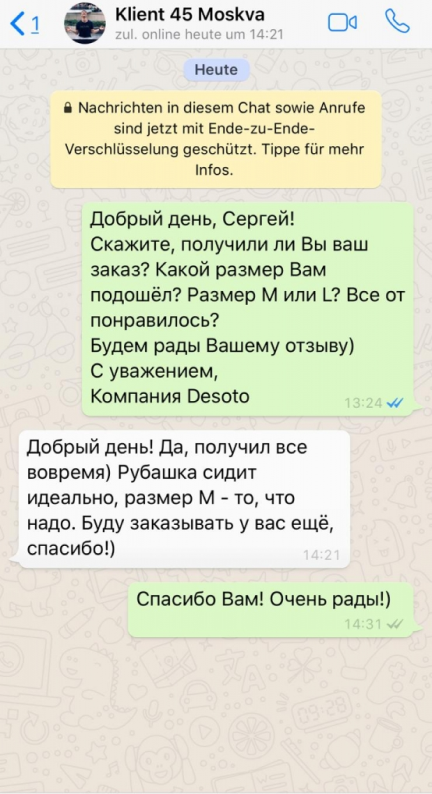 1
Klient 45 Moskva
zul. online heute um 14:21
Heute
Nachrichten in diesem Chat sowie Anrufe
sind jetzt mit Ende-zu-Ende-
Verschlüsselung geschützt. Tippe für mehr
Infos.
Добрый день, Сергей!
Скажите, получили ли Вы ваш
заказ? Какой размер Вам
подошёл? Размер M или L? Все от
понравилось?
Будем рады Вашему отзыву)
С уважением,
Компания Desoto
13:24
Добрый день! Да, получил все
вовремя) Рубашка сидит
идеально, размер М - то, что
надо. Буду заказывать у вас ещё,
спасибо!)
14:21
Спасибо Вам! Очень рады!)
14:31